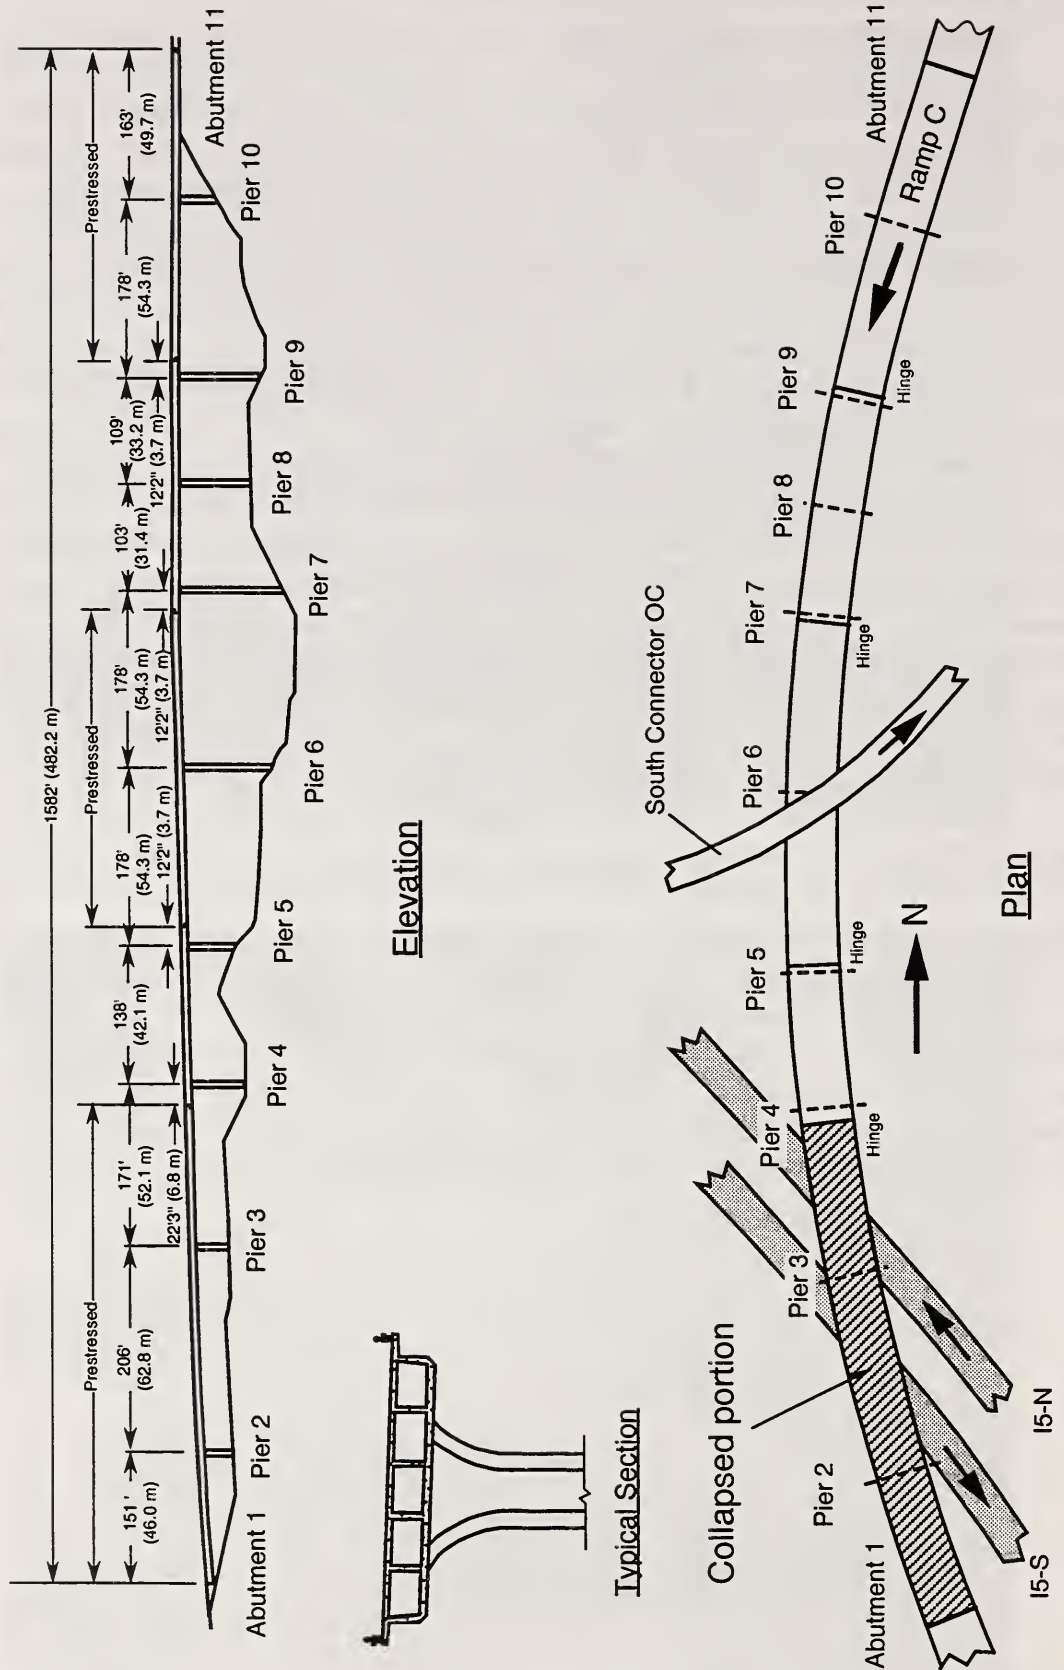 1582' (482.2 m)
Prestressed
Prestressed
Prestressed
151'
(46.0 m)
206'
(62.8 m)
171'
(52.1 m)
138'
(42.1 m)
178'
(54.3 m)
178'
(54.3 m)
103'
(31.4 m)
109'
(33.2 m)
178'
(54.3 m)
163'
(49.7 m)
22'3" (6.8 m)
12'2" (3.7 m)
12'2" (3.7 m)
12'2" (3.7 m)
Abutment 1
Pier 2
Pier 3
Pier 4
Pier 5
Pier 6
Pier 7
Pier 8
Pier 9
Pier 10
Abutment 11
Elevation
Typical Section
Collapsed portion
South Connector OC
Abutment 1
Pier 2
Pier 3
Pier 4
Pier 5
Pier 6
Pier 7
Pier 8
Pier 9
Pier 10
Abutment 11
Ramp C
Hinge
Hinge
Hinge
Hinge
N
I5-S
I5-N
Plan